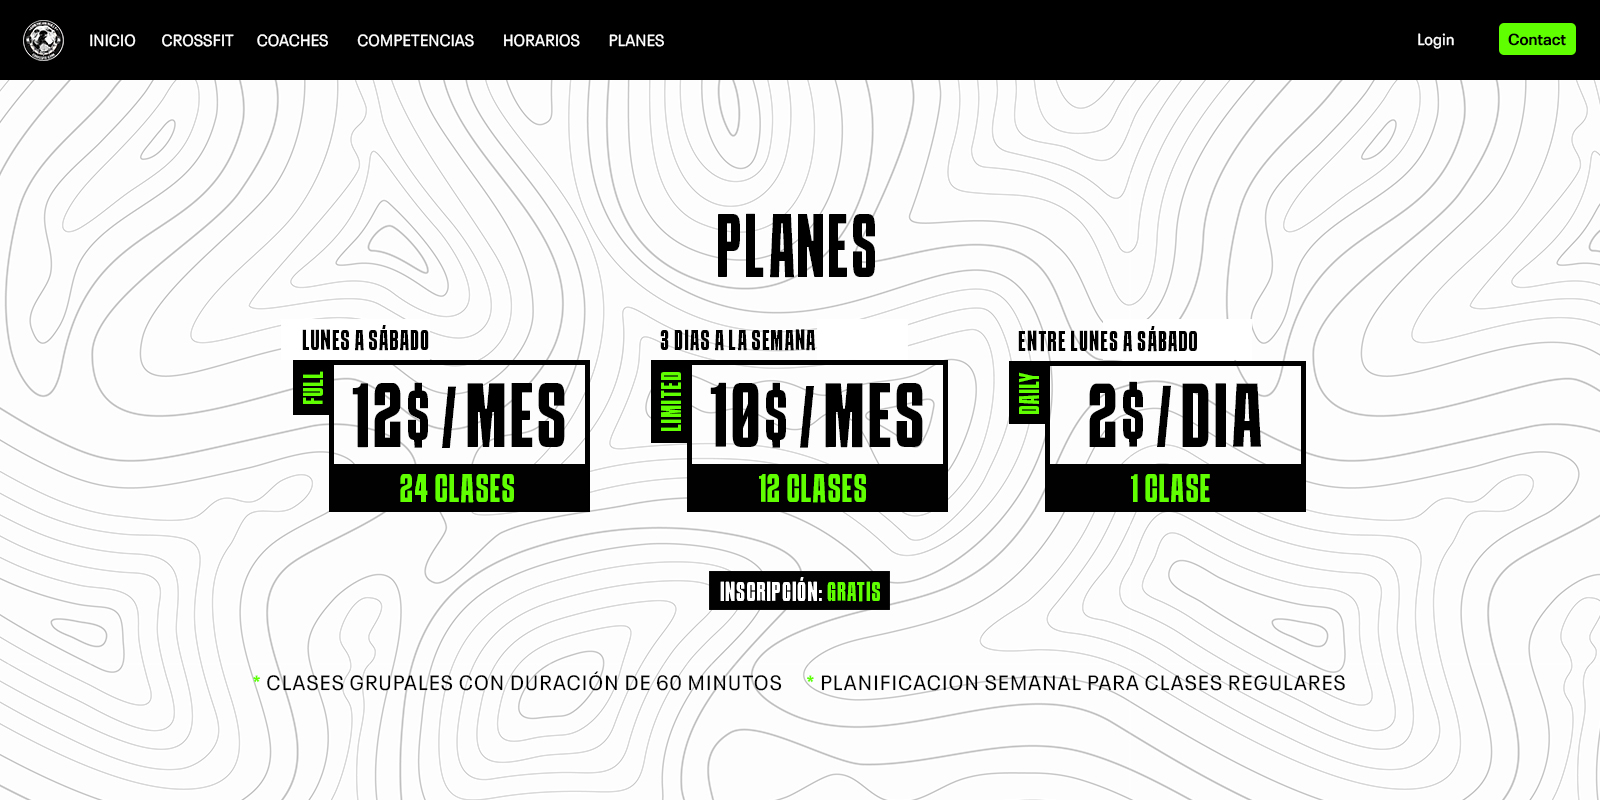 INICIO CROSSFIT COACHES COMPETENCIAS HORARIOS PLANES Login Contact
PLANES
LUNES A SÁBADO
FULL
12$/MES
24 CLASES
3 DIAS A LA SEMANA
LIMITED
10$/MES
12 CLASES
ENTRE LUNES A SÁBADO
DAILY
2$/DIA
1 CLASE
INSCRIPCIÓN: GRATIS
* CLASES GRUPALES CON DURACIÓN DE 60 MINUTOS * PLANIFICACION SEMANAL PARA CLASES REGULARES